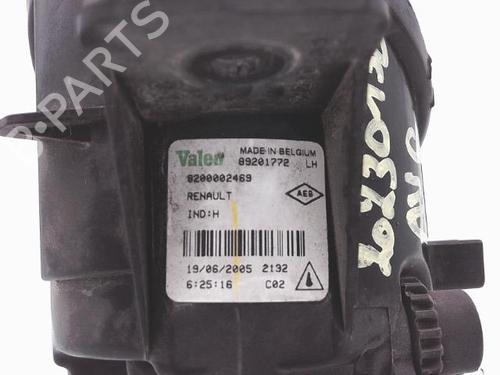 Valeo MADE IN BELGIUM
89201772 LH
8200002469
RENAULT
AEB
IND:H
19/06/2005 2132
6:25:16 C02
-PARTS